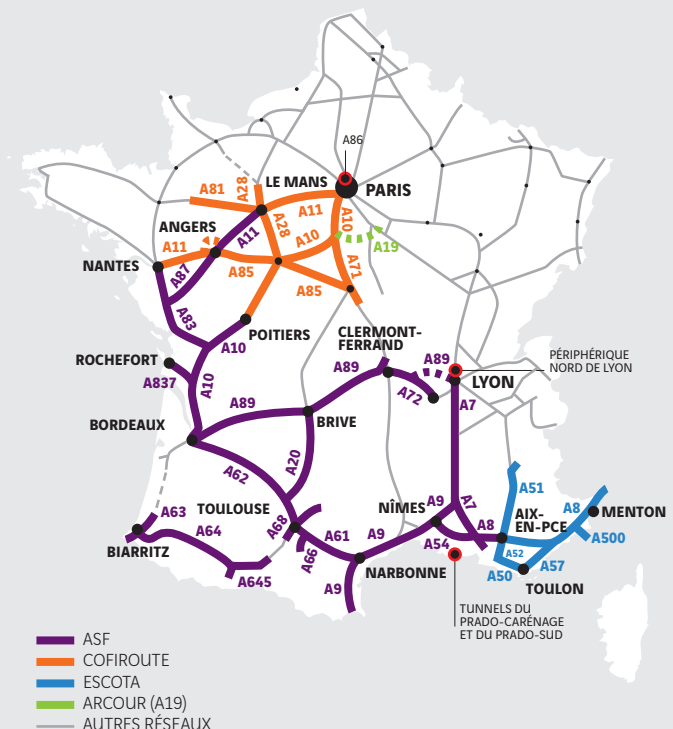 A86
LE MANS
PARIS
A81
A28
A11
A10
A28
A10
A19
ANGERS
A11
A11
A85
A71
NANTES
A87
A85
A83
POITIERS
A10
CLERMONT-
FERRAND
PÉRIPHÉRIQUE
NORD DE LYON
ROCHEFORT
A837
A10
A89
A89
LYON
A72
A7
A89
BRIVE
BORDEAUX
A62
A20
A51
TOULOUSE
NÎMES
A9
A7
AIX-
EN-PCE
A8
MENTON
A63
A64
A68
A61
A9
A54
A8
A500
A52
A57
A50
BIARRITZ
A66
A645
NARBONNE
TOULON
A9
TUNNELS DU
PRADO-CARÉNAGE
ET DU PRADO-SUD
ASF
COFIROUTE
ESCOTA
ARCOUR (A19)
AUTRES RÉSEAUX